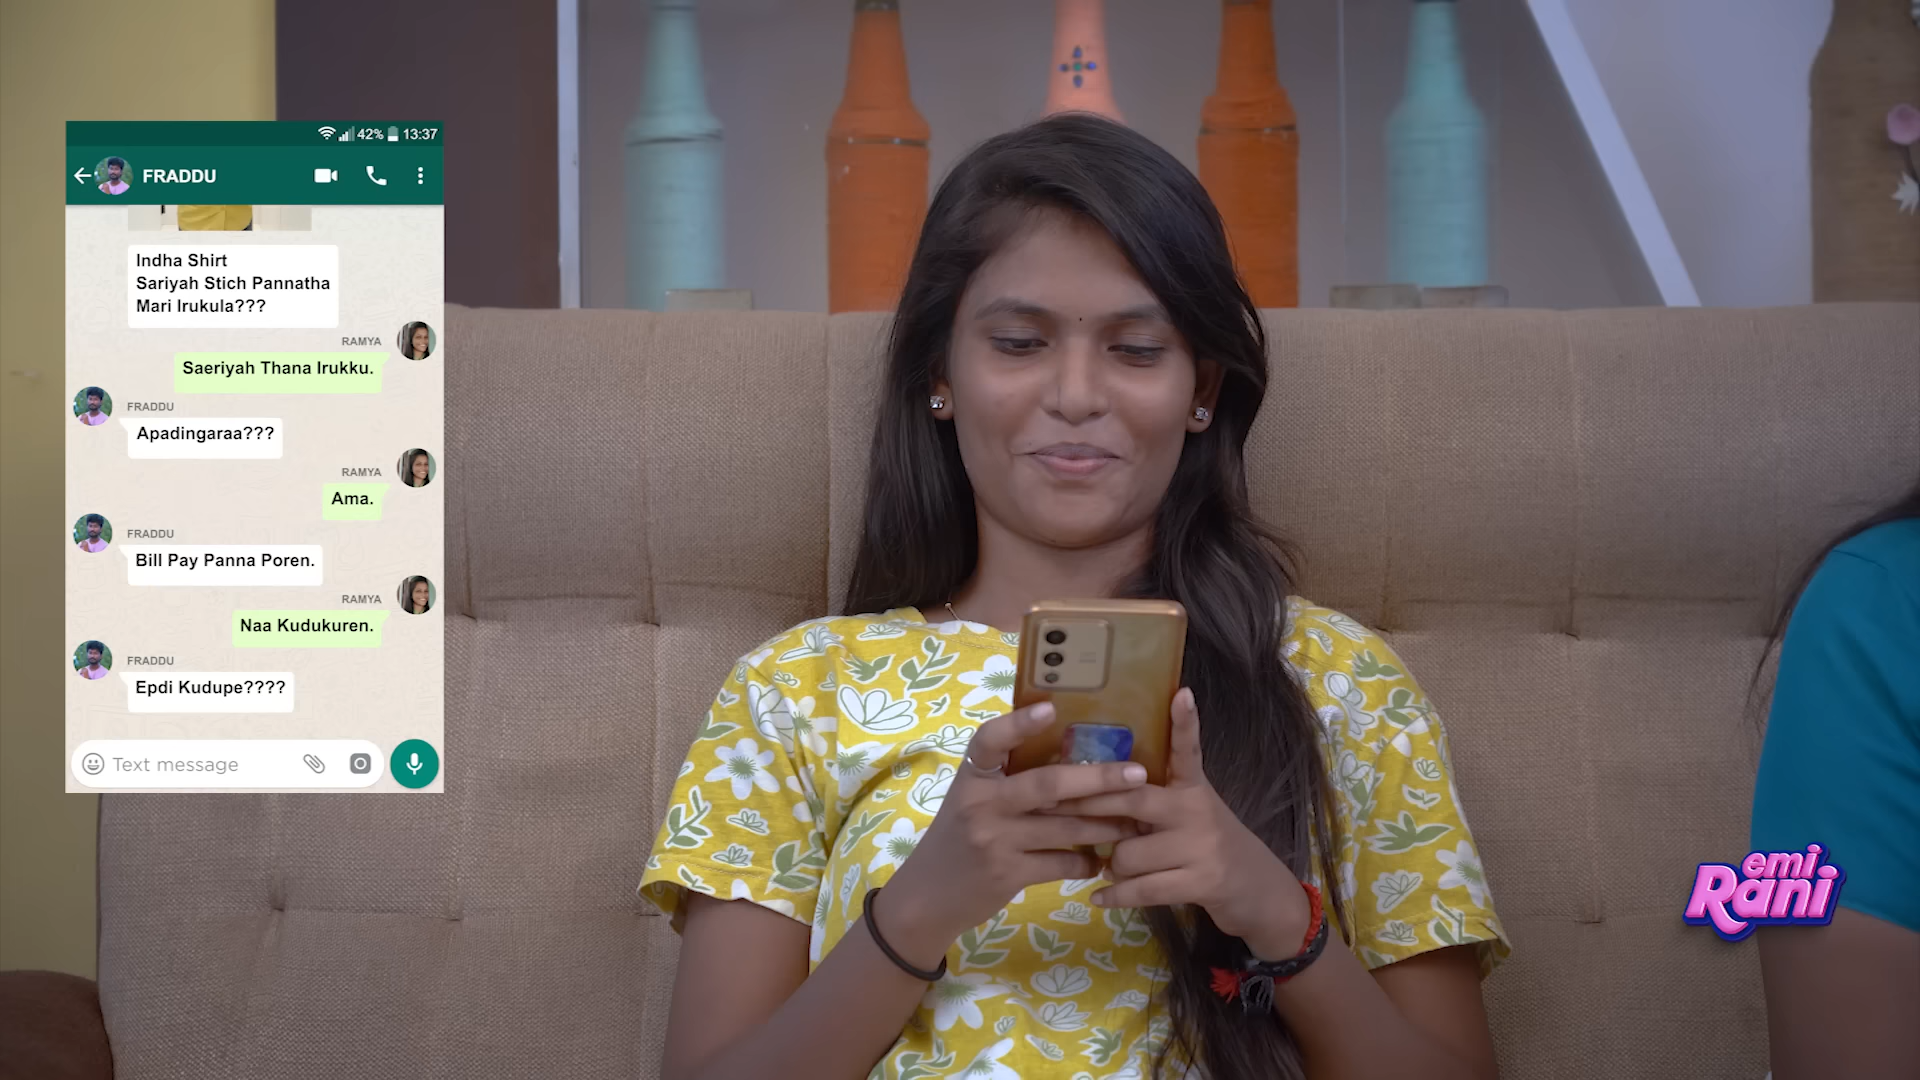 42% 13:37
FRADDU
Indha Shirt
Sariyah Stich Pannatha
Mari Irukula???
RAMYA
Saeriyah Thana Irukku.
FRADDU
Apadingaraa???
RAMYA
Ama.
FRADDU
Bill Pay Panna Poren.
RAMYA
Naa Kudukuren.
FRADDU
Epdi Kudupe????
Text message
emi
Rani